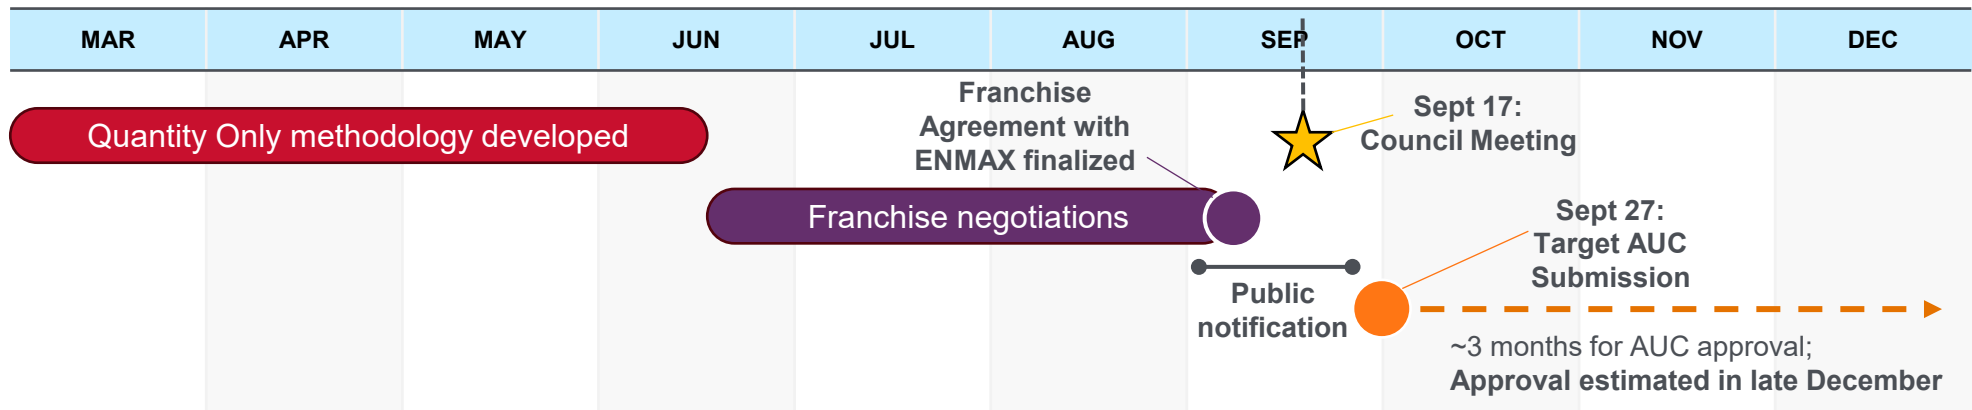 MAR APR MAY JUN JUL AUG SEP OCT NOV DEC
Quantity Only methodology developed
Franchise
Agreement with
ENMAX finalized
Sept 17:
Council Meeting
Franchise negotiations
Sept 27:
Target AUC
Submission
Public
notification
~3 months for AUC approval;
Approval estimated in late December